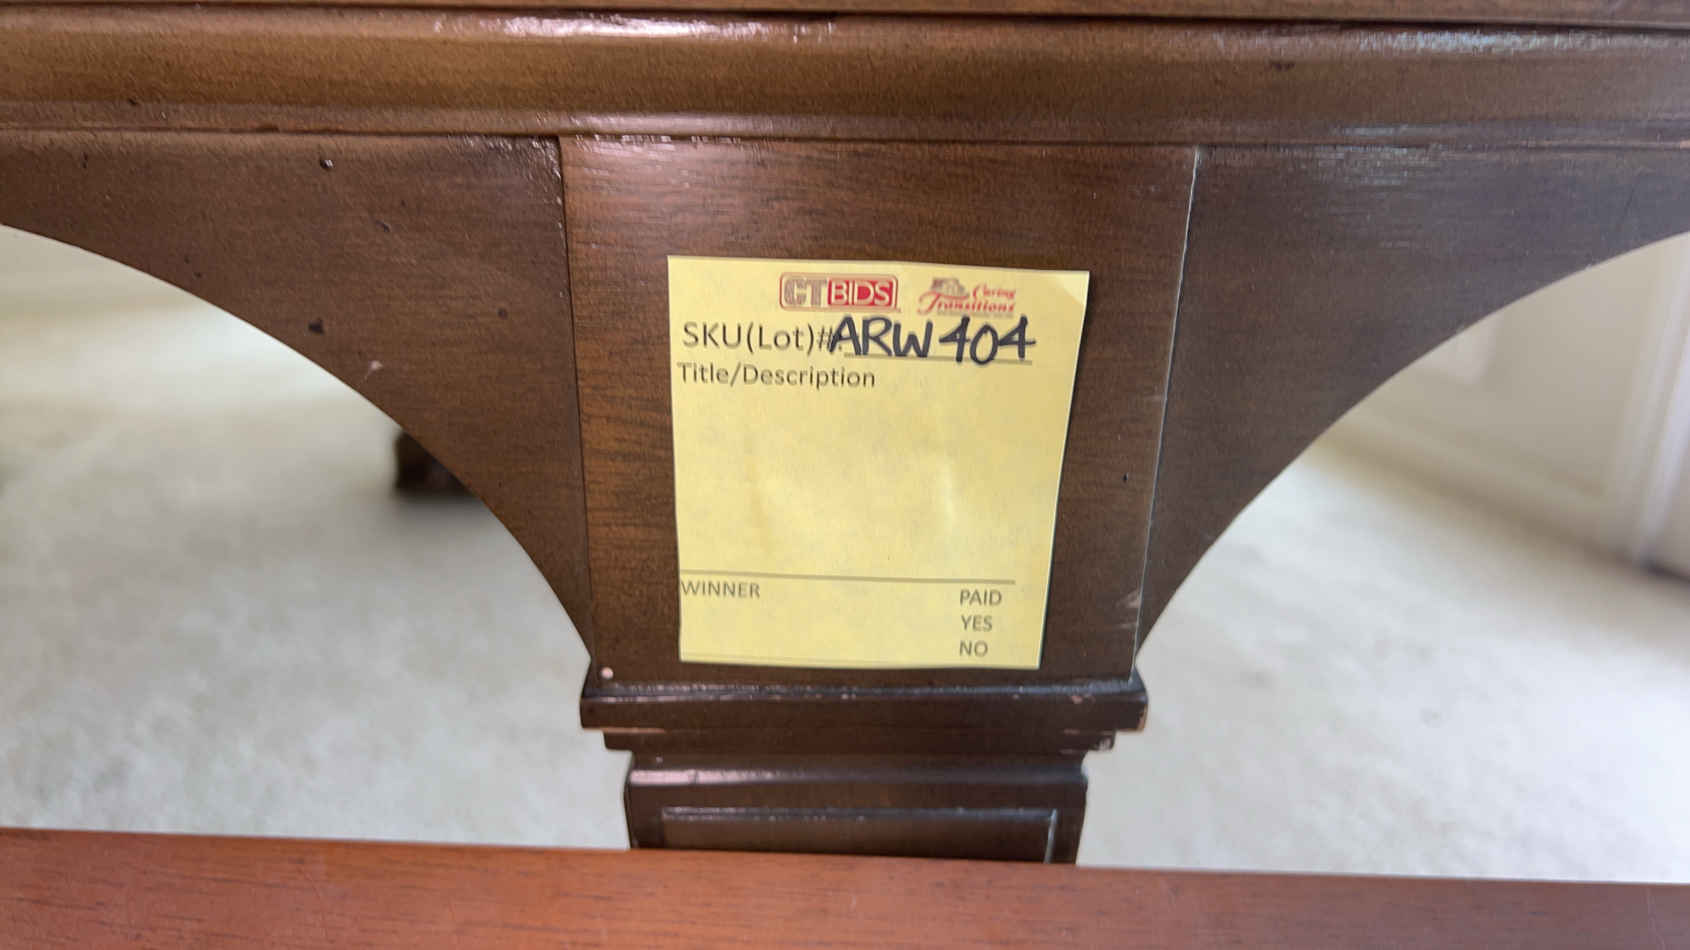 CTBIDS Caring Transitions
SKU(Lot)#: ARW404
Title/Description
WINNER PAID
YES
NO